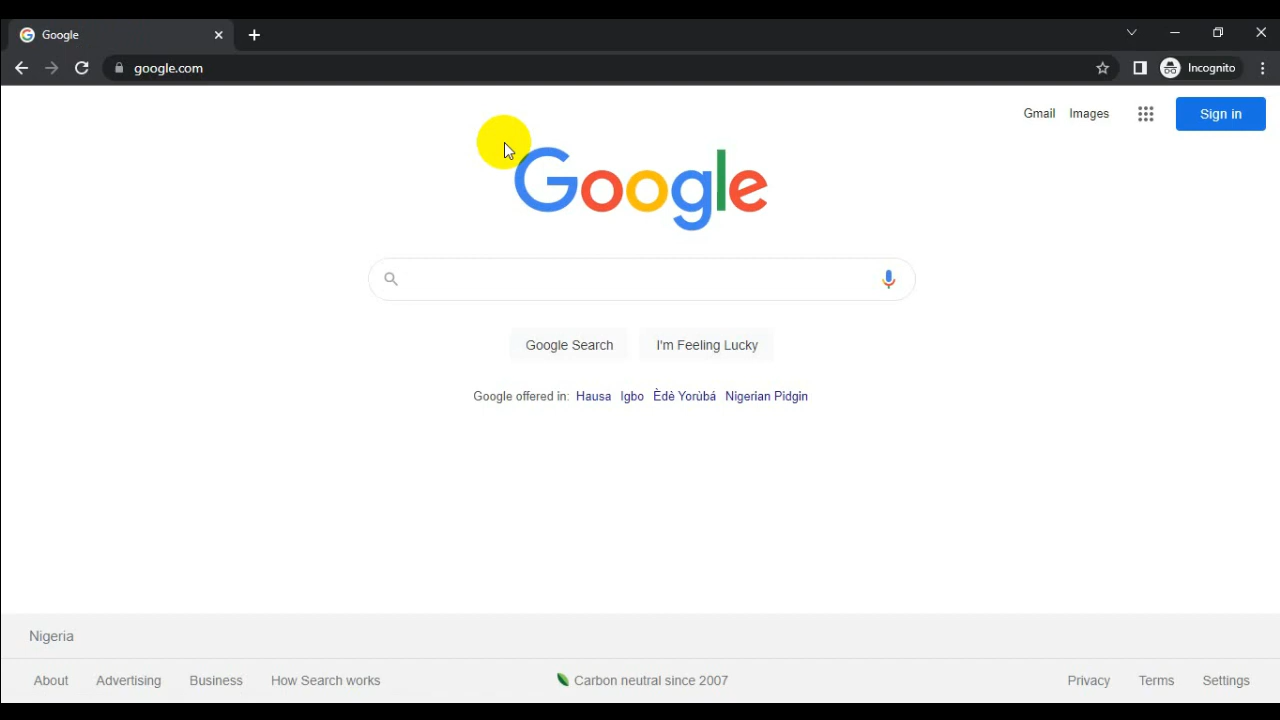 Google
google.com
Incognito
Gmail Images
Sign in
Google
Google Search
I'm Feeling Lucky
Google offered in: Hausa Igbo Èdè Yorùbá Nigerian Pidgin
Nigeria
About Advertising Business How Search works
Carbon neutral since 2007
Privacy Terms Settings